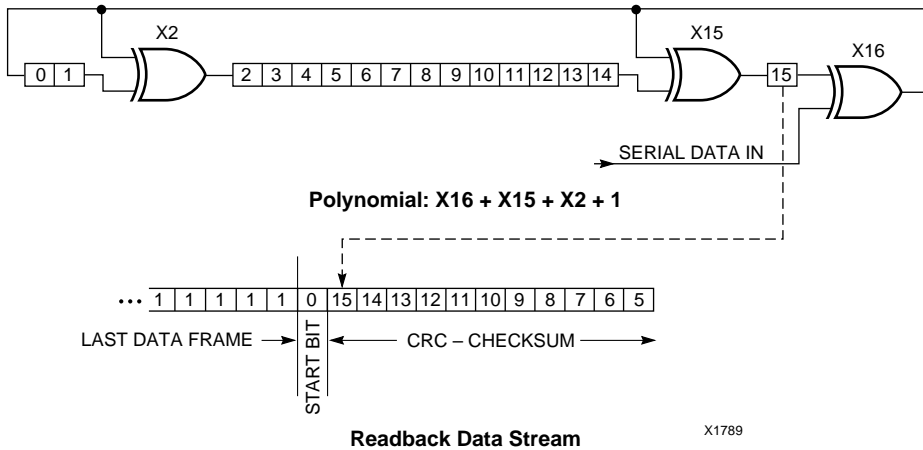 X2
X15
X16
0 1
2 3 4 5 6 7 8 9 10 11 12 13 14
15
SERIAL DATA IN
Polynomial: X16 + X15 + X2 + 1
••• 1 1 1 1 1 0 15 14 13 12 11 10 9 8 7 6 5
LAST DATA FRAME
START BIT
CRC – CHECKSUM
Readback Data Stream
X1789